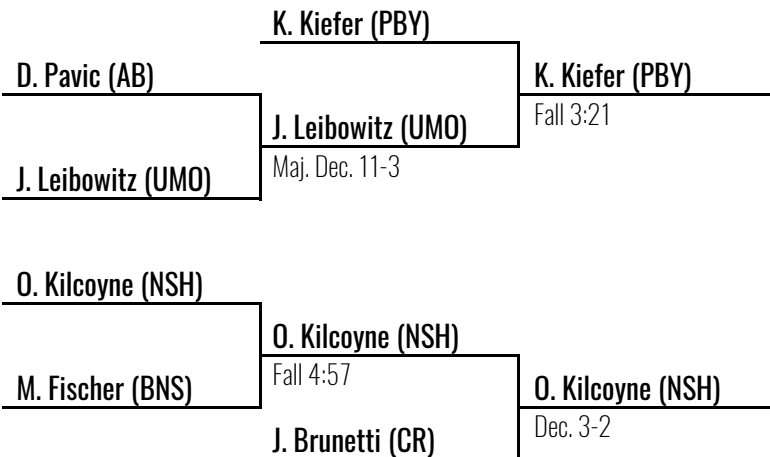 K. Kiefer (PBY)
D. Pavic (AB)
K. Kiefer (PBY)
Fall 3:21
J. Leibowitz (UMO)
Maj. Dec. 11-3
J. Leibowitz (UMO)
O. Kilcoyne (NSH)
O. Kilcoyne (NSH)
Fall 4:57
M. Fischer (BNS)
O. Kilcoyne (NSH)
Dec. 3-2
J. Brunetti (CR)